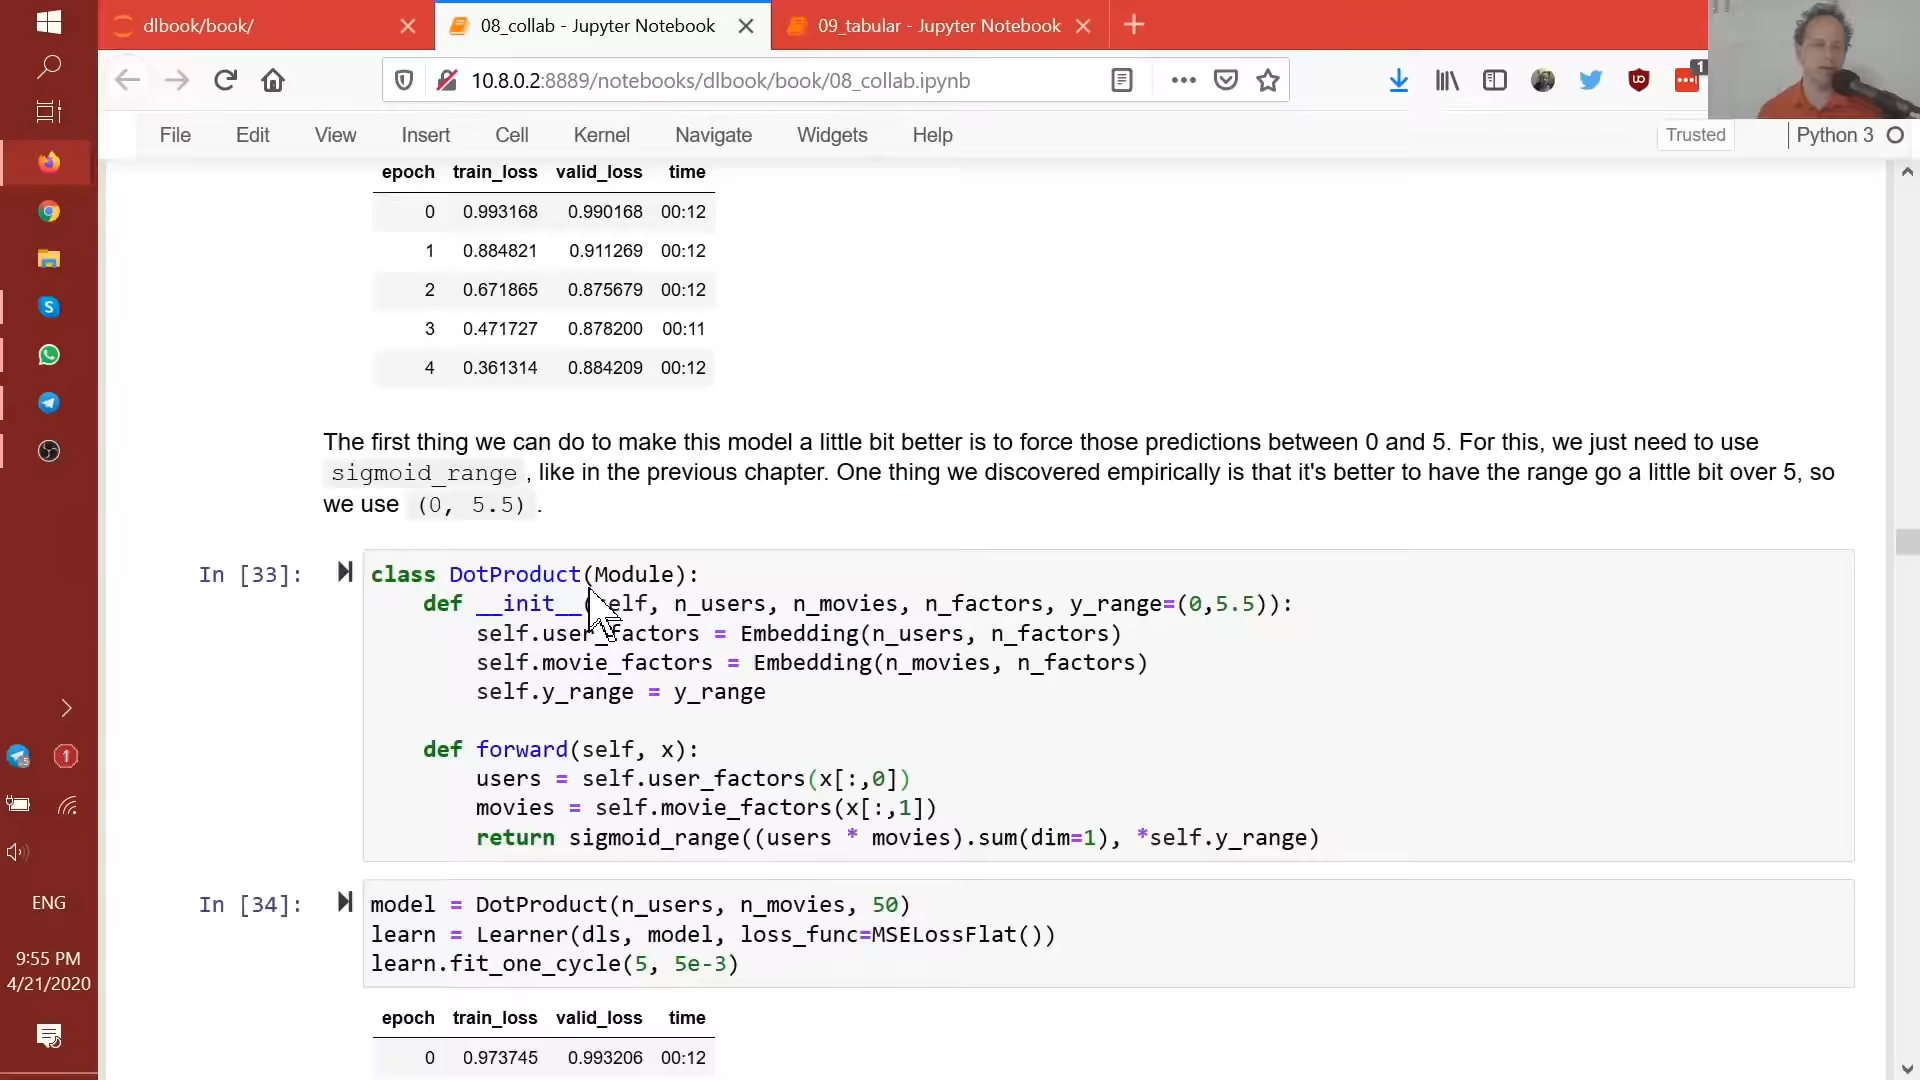 dlbook/book/
08_collab - Jupyter Notebook
09_tabular - Jupyter Notebook
10.8.0.2:8889/notebooks/dlbook/book/08_collab.ipynb
1
File Edit View Insert Cell Kernel Navigate Widgets Help
Trusted
Python 3
epoch train_loss valid_loss time
0 0.993168 0.990168 00:12
1 0.884821 0.911269 00:12
2 0.671865 0.875679 00:12
3 0.471727 0.878200 00:11
4 0.361314 0.884209 00:12
The first thing we can do to make this model a little bit better is to force those predictions between 0 and 5. For this, we just need to use
sigmoid_range , like in the previous chapter. One thing we discovered empirically is that it's better to have the range go a little bit over 5, so
we use (0, 5.5) .
In [33]:
class DotProduct(Module):
    def __init__(self, n_users, n_movies, n_factors, y_range=(0,5.5)):
        self.user_factors = Embedding(n_users, n_factors)
        self.movie_factors = Embedding(n_movies, n_factors)
        self.y_range = y_range
    def forward(self, x):
        users = self.user_factors(x[:,0])
        movies = self.movie_factors(x[:,1])
        return sigmoid_range((users * movies).sum(dim=1), *self.y_range)
In [34]:
model = DotProduct(n_users, n_movies, 50)
learn = Learner(dls, model, loss_func=MSELossFlat())
learn.fit_one_cycle(5, 5e-3)
epoch train_loss valid_loss time
0 0.973745 0.993206 00:12
1
ENG
9:55 PM
4/21/2020